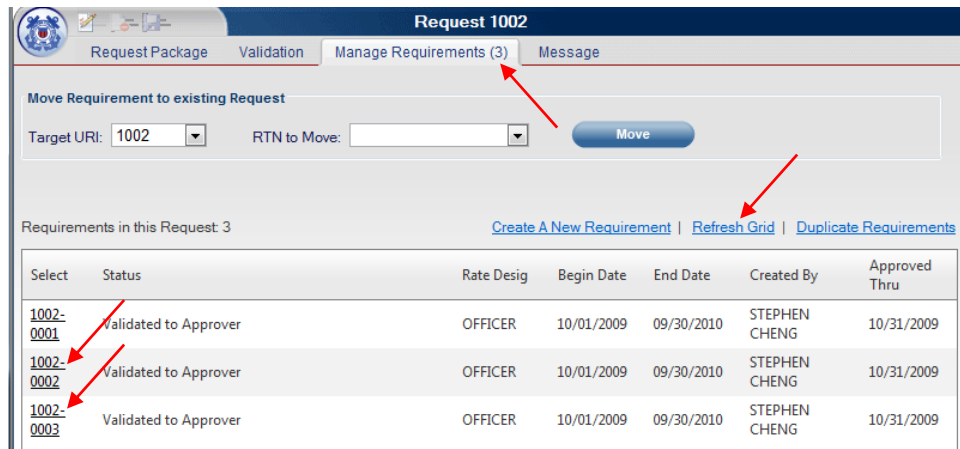 Request 1002
Request Package Validation Manage Requirements (3) Message
Move Requirement to existing Request
Target URI: 1002 RTN to Move: Move
Requirements in this Request: 3 Create A New Requirement | Refresh Grid | Duplicate Requirements
Select Status Rate Desig Begin Date End Date Created By Approved
Thru
1002-
0001 Validated to Approver OFFICER 10/01/2009 09/30/2010 STEPHEN
CHENG 10/31/2009
1002-
0002 Validated to Approver OFFICER 10/01/2009 09/30/2010 STEPHEN
CHENG 10/31/2009
1002-
0003 Validated to Approver OFFICER 10/01/2009 09/30/2010 STEPHEN
CHENG 10/31/2009